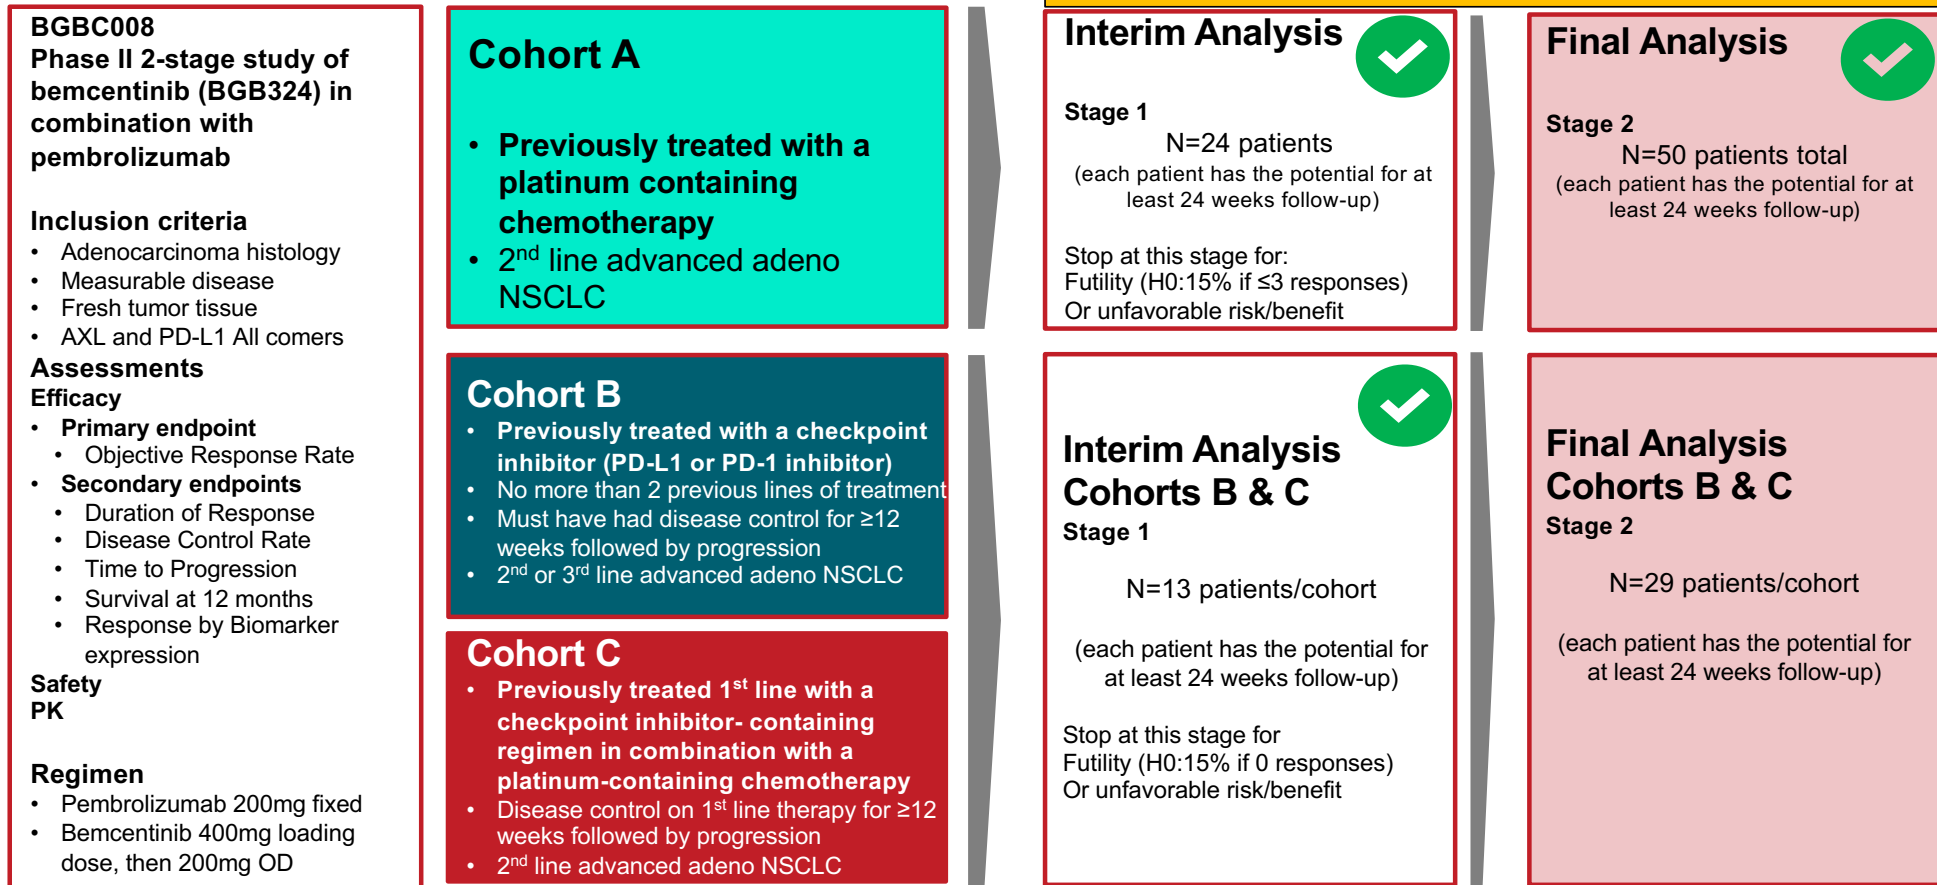 BGBC008
Phase II 2-stage study of
bemcentinib (BGB324) in
combination with
pembrolizumab
Inclusion criteria
• Adenocarcinoma histology
• Measurable disease
• Fresh tumor tissue
• AXL and PD-L1 All comers
Assessments
Efficacy
• Primary endpoint
• Objective Response Rate
• Secondary endpoints
• Duration of Response
• Disease Control Rate
• Time to Progression
• Survival at 12 months
• Response by Biomarker
expression
Safety
PK
Regimen
• Pembrolizumab 200mg fixed
• Bemcentinib 400mg loading
dose, then 200mg OD
Cohort A
• Previously treated with a
platinum containing
chemotherapy
• 2nd line advanced adeno
NSCLC
Interim Analysis
Stage 1
N=24 patients
(each patient has the potential for at
least 24 weeks follow-up)
Stop at this stage for:
Futility (H0:15% if ≤3 responses)
Or unfavorable risk/benefit
Final Analysis
Stage 2
N=50 patients total
(each patient has the potential for at
least 24 weeks follow-up)
Cohort B
• Previously treated with a checkpoint
inhibitor (PD-L1 or PD-1 inhibitor)
• No more than 2 previous lines of treatment
• Must have had disease control for ≥12
weeks followed by progression
• 2nd or 3rd line advanced adeno NSCLC
Cohort C
• Previously treated 1st line with a
checkpoint inhibitor- containing
regimen in combination with a
platinum-containing chemotherapy
• Disease control on 1st line therapy for ≥12
weeks followed by progression
• 2nd line advanced adeno NSCLC
Interim Analysis
Cohorts B & C
Stage 1
N=13 patients/cohort
(each patient has the potential for
at least 24 weeks follow-up)
Stop at this stage for
Futility (H0:15% if 0 responses)
Or unfavorable risk/benefit
Final Analysis
Cohorts B & C
Stage 2
N=29 patients/cohort
(each patient has the potential for
at least 24 weeks follow-up)